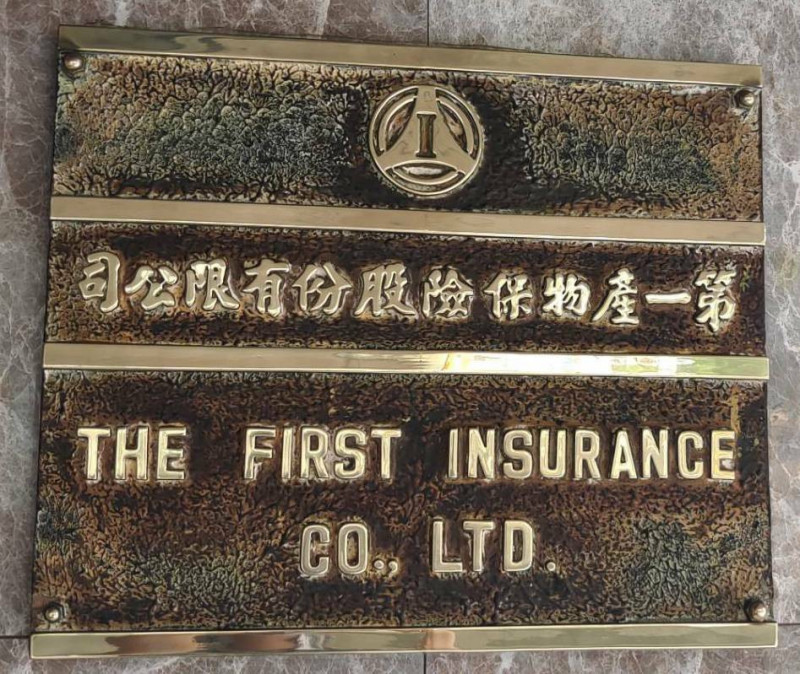 I
第一產物保險股份有限公司
THE FIRST INSURANCE
CO., LTD.